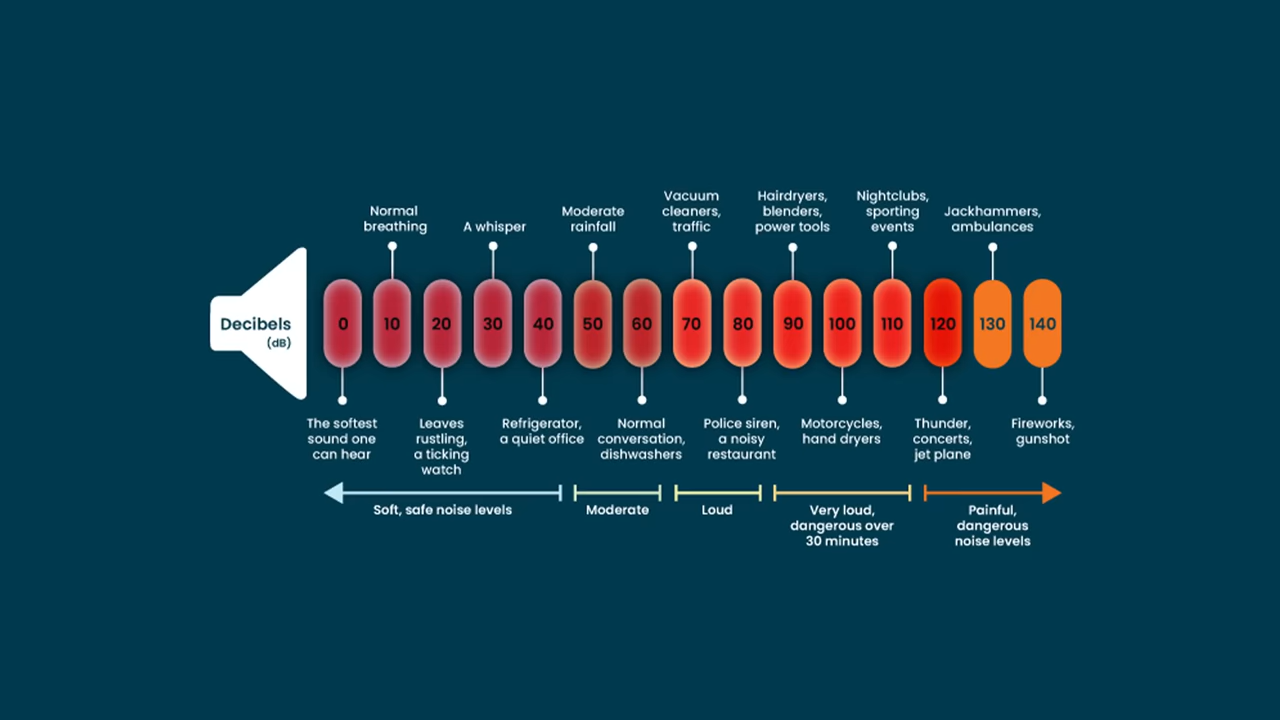 Normal
breathing
A whisper
Moderate
rainfall
Vacuum
cleaners,
traffic
Hairdryers,
blenders,
power tools
Nightclubs,
sporting
events
Jackhammers,
ambulances
Decibels
(dB)
0
10
20
30
40
50
60
70
80
90
100
110
120
130
140
The softest
sound one
can hear
Leaves
rustling,
a ticking
watch
Refrigerator,
a quiet office
Normal
conversation,
dishwashers
Police siren,
a noisy
restaurant
Motorcycles,
hand dryers
Thunder,
concerts,
jet plane
Fireworks,
gunshot
Soft, safe noise levels
Moderate
Loud
Very loud,
dangerous over
30 minutes
Painful,
dangerous
noise levels